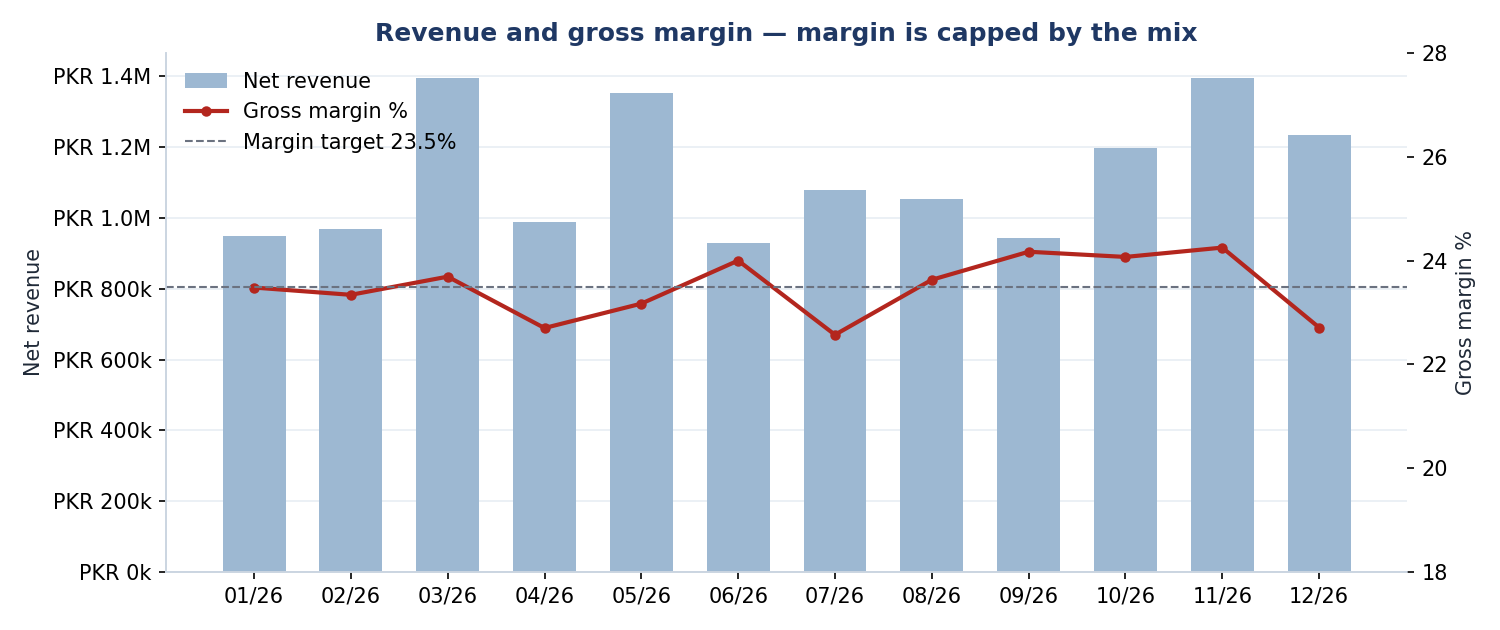 Revenue and gross margin — margin is capped by the mix
Net revenue
Gross margin %
Margin target 23.5%
Net revenue
PKR 1.4M
PKR 1.2M
PKR 1.0M
PKR 800k
PKR 600k
PKR 400k
PKR 200k
PKR 0k
28
26
24
22
20
18
Gross margin %
01/26 02/26 03/26 04/26 05/26 06/26 07/26 08/26 09/26 10/26 11/26 12/26